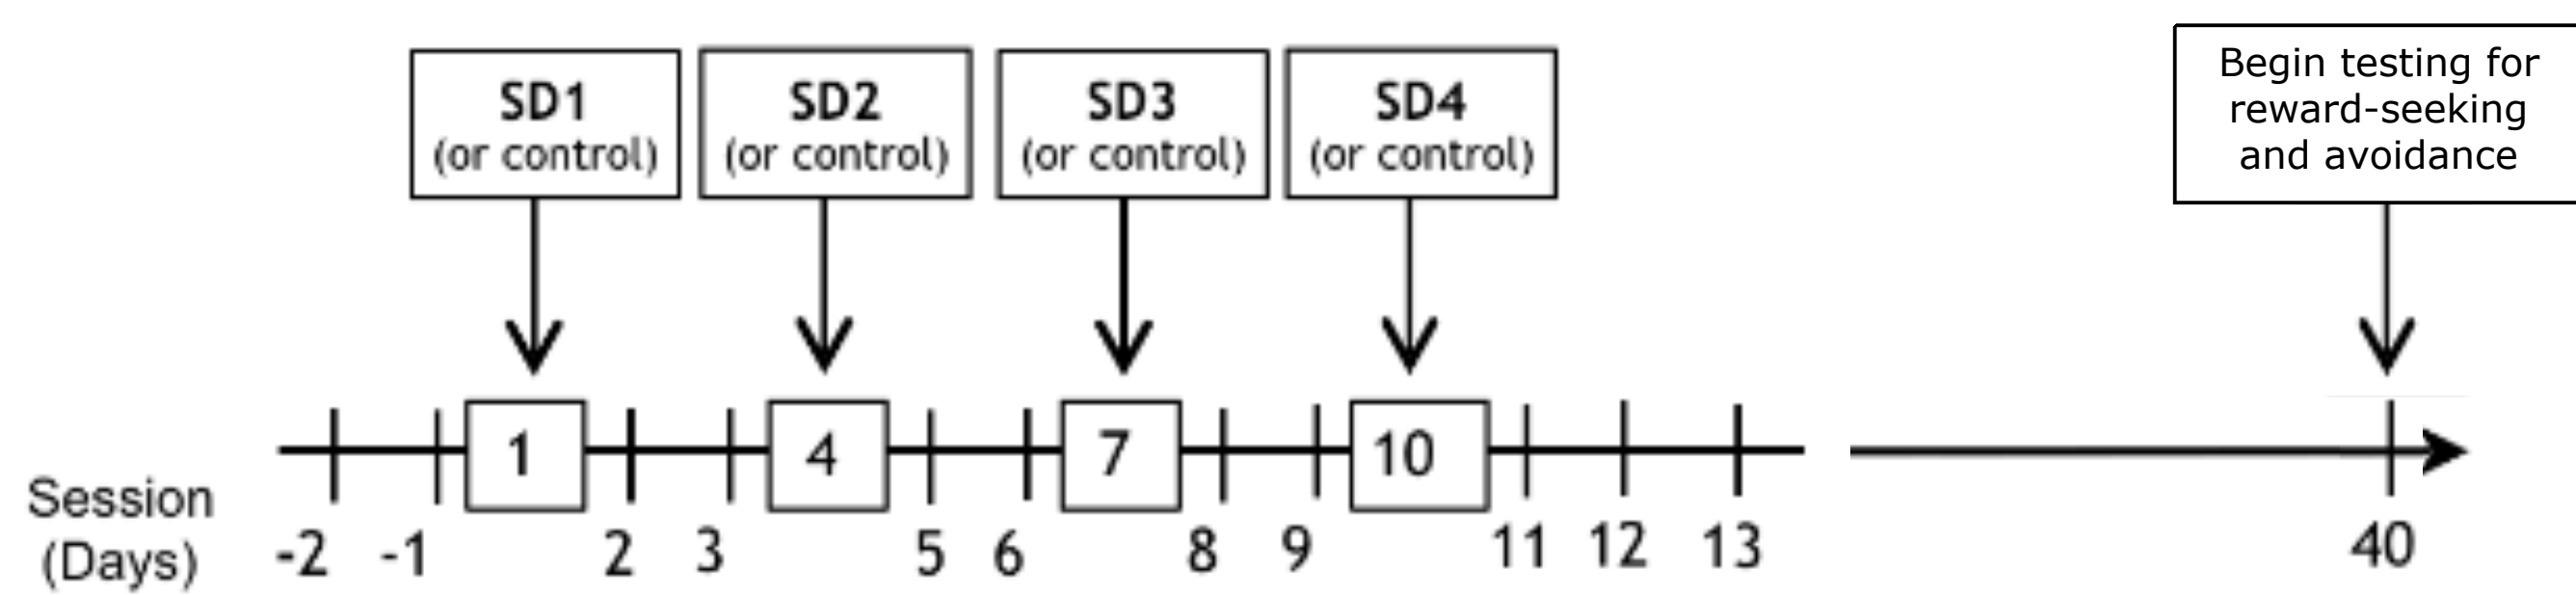 SD1
(or control)
SD2
(or control)
SD3
(or control)
SD4
(or control)
Begin testing for
reward-seeking
and avoidance
1
4
7
10
Session
(Days)
-2
-1
2
3
5
6
8
9
11
12
13
40